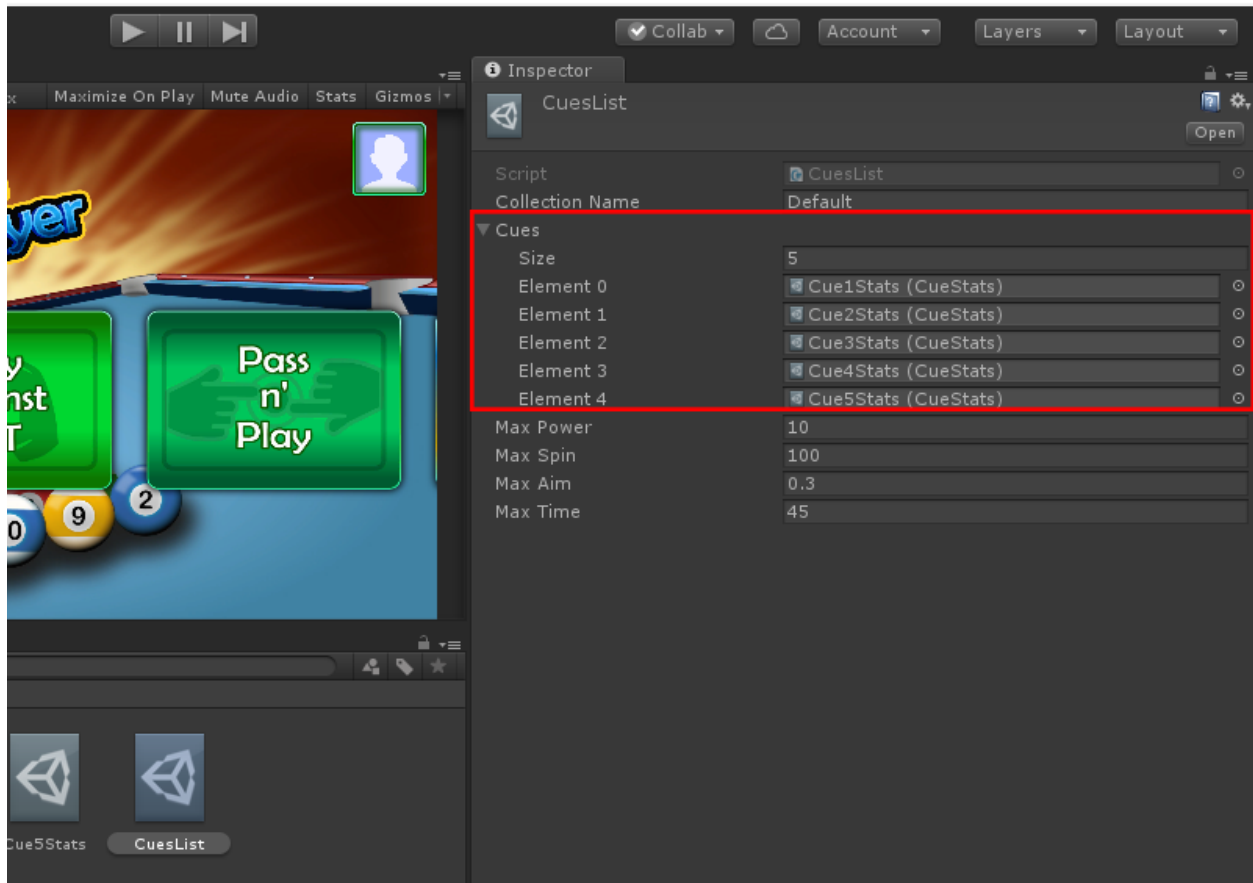 Collab
Account
Layers
Layout
Inspector
x Maximize On Play Mute Audio Stats Gizmos
CuesList
Open
Script CuesList
Collection Name Default
Cues
Size 5
Element 0 Cue1Stats (CueStats)
Element 1 Cue2Stats (CueStats)
Element 2 Cue3Stats (CueStats)
Element 3 Cue4Stats (CueStats)
Element 4 Cue5Stats (CueStats)
Max Power 10
Max Spin 100
Max Aim 0.3
Max Time 45
yer
y
nst
T
Pass
n'
Play
0
9
2
Cue5Stats
CuesList